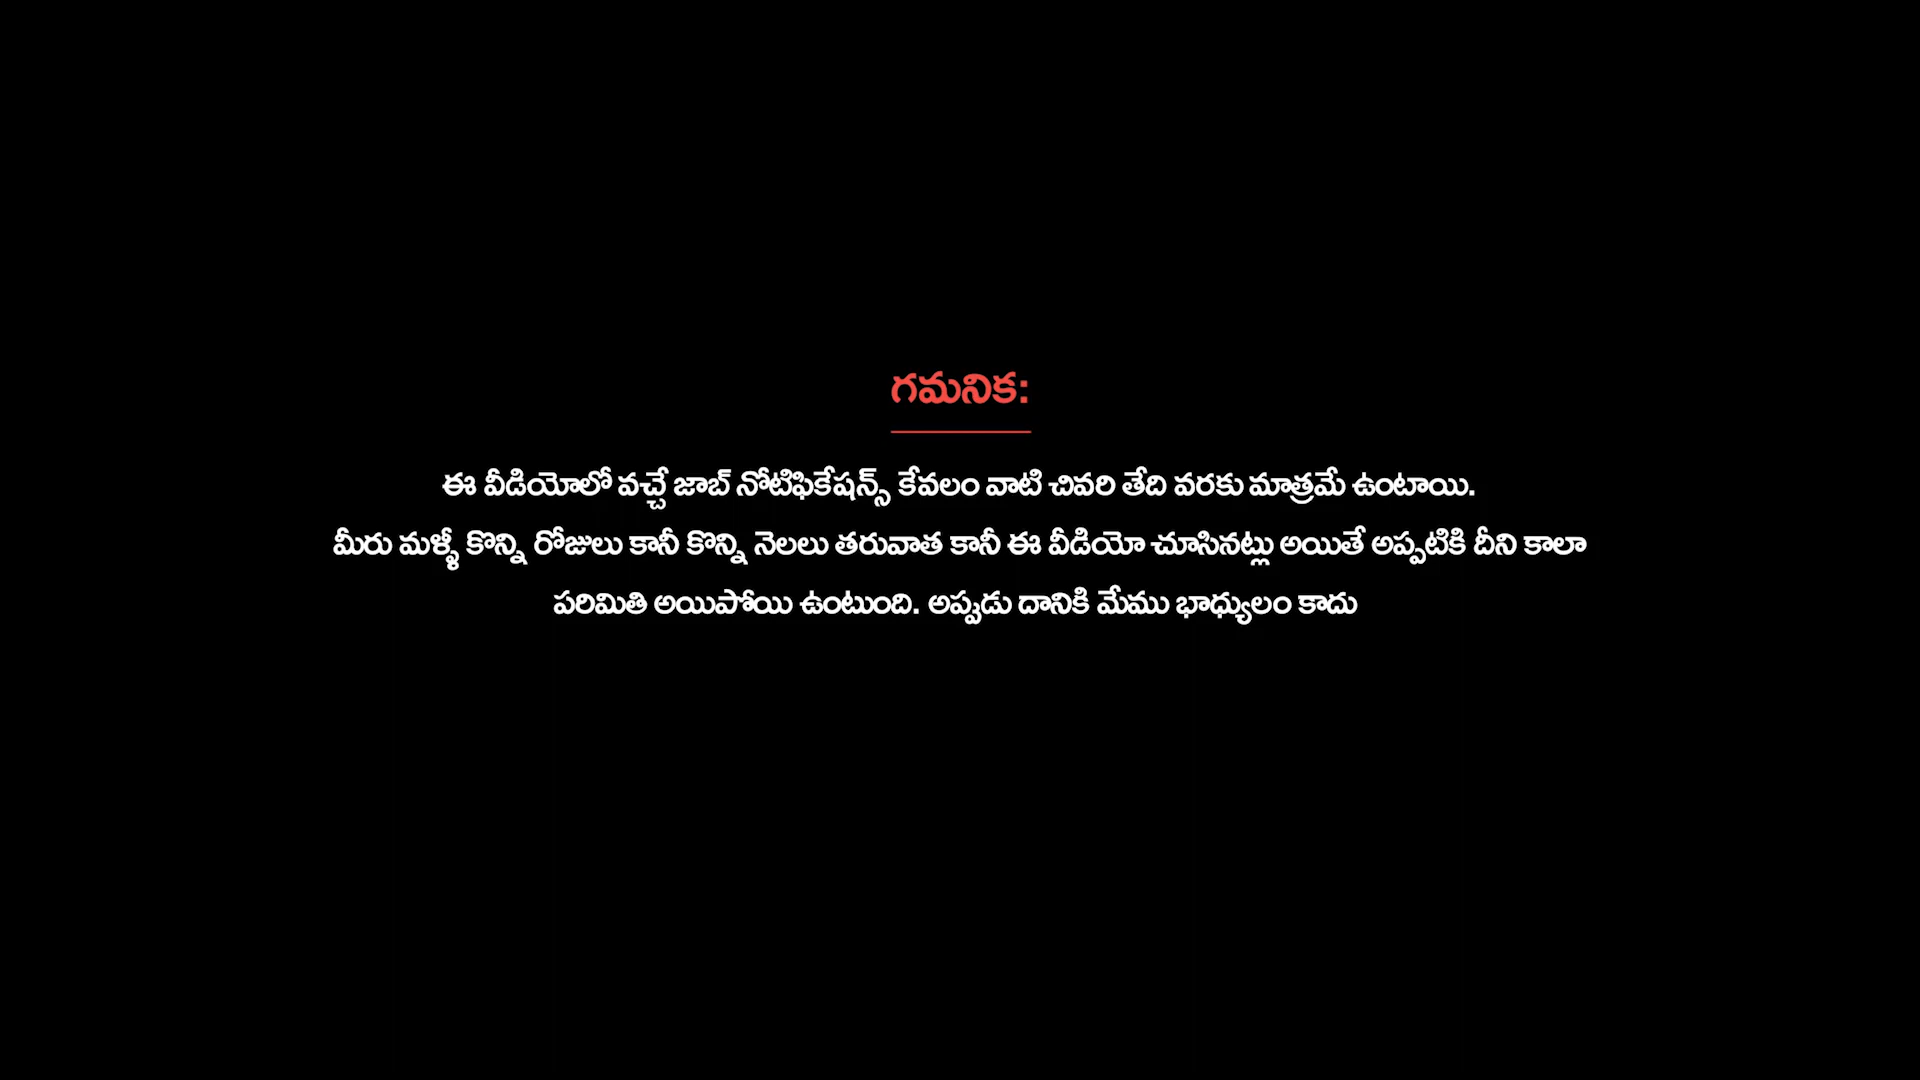 గమనిక:
ఈ వీడియోలో వచ్చే జాబ్ నోటిఫికేషన్స్ కేవలం వాటి చివరి తేది వరకు మాత్రమే ఉంటాయి.
మీరు మళ్ళీ కొన్ని రోజులు కానీ కొన్ని నెలలు తరువాత కానీ ఈ వీడియో చూసినట్లు అయితే అప్పటికి దీని కాలా
పరిమితి అయిపోయి ఉంటుంది. అప్పుడు దానికి మేము భాధ్యులం కాదు